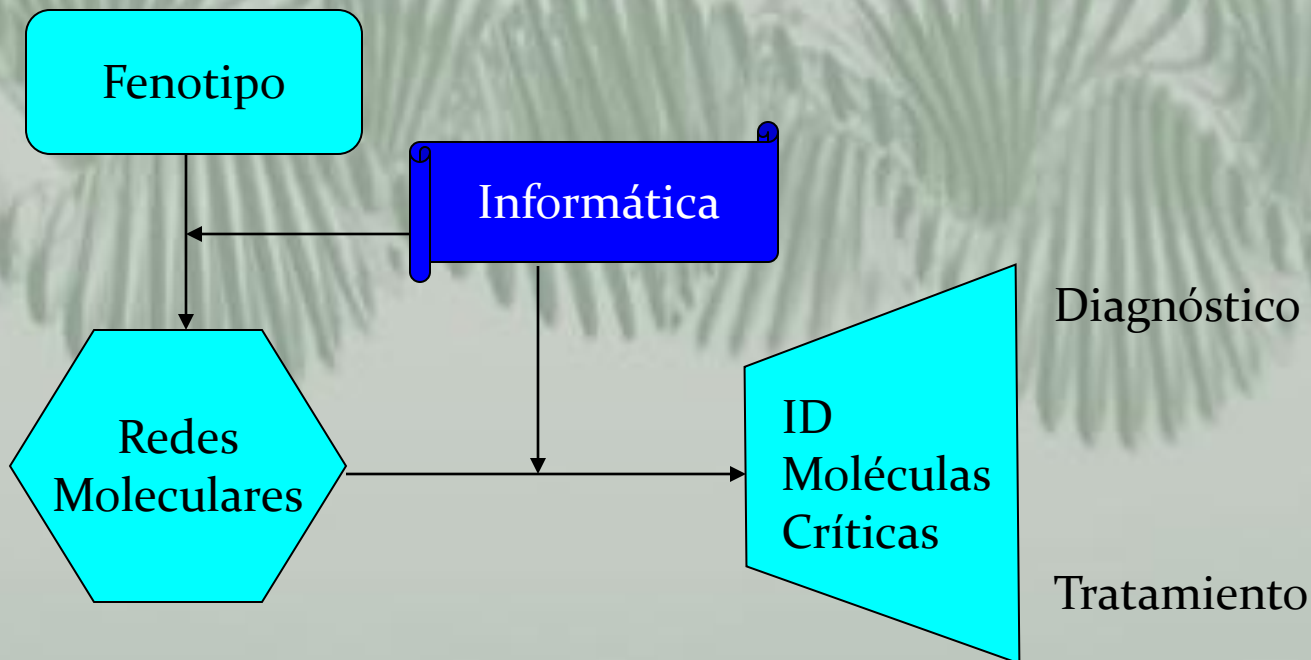 Fenotipo
Informática
Diagnóstico
Redes
Moleculares
ID
Moléculas
Críticas
Tratamiento